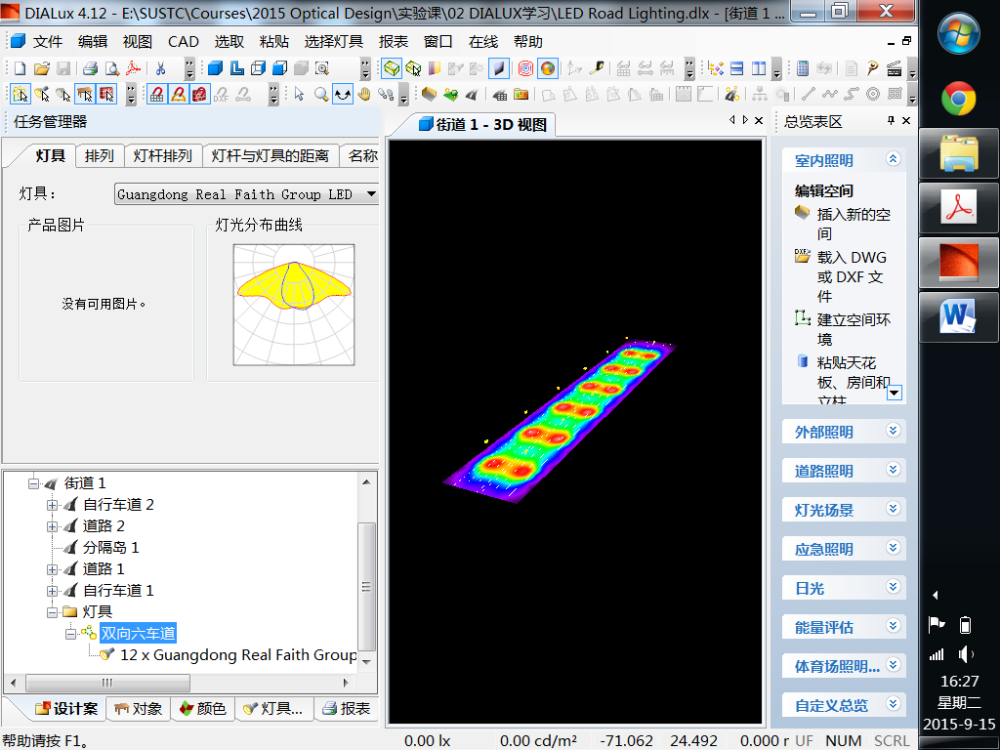 DIALux 4.12 - E:\SUSTC\Courses\2015 Optical Design\实验课\02 DIALUX学习\LED Road Lighting.dlx - [街道 1 ...
文件 编辑 视图 CAD 选取 粘贴 选择灯具 报表 窗口 在线 帮助
任务管理器
灯具 排列 灯杆排列 灯杆与灯具的距离 名称
灯具：
Guangdong Real Faith Group LED
产品图片
灯光分布曲线
没有可用图片。
街道 1
自行车道 2
道路 2
分隔岛 1
道路 1
自行车道 1
灯具
双向六车道
12 x Guangdong Real Faith Group
设计案 对象 颜色 灯具... 报表
街道 1 - 3D 视图
总览表区
室内照明
编辑空间
插入新的空
间
DXF
载入 DWG
或 DXF 文
件
建立空间环
境
粘贴天花
板、房间和
立柱
外部照明
道路照明
灯光场景
应急照明
日光
能量评估
体育场照明...
自定义总览
帮助请按 F1。
0.00 lx 0.00 cd/m² -71.062 24.492 0.000 r UF NUM SCRL
16:27
星期二
2015-9-15